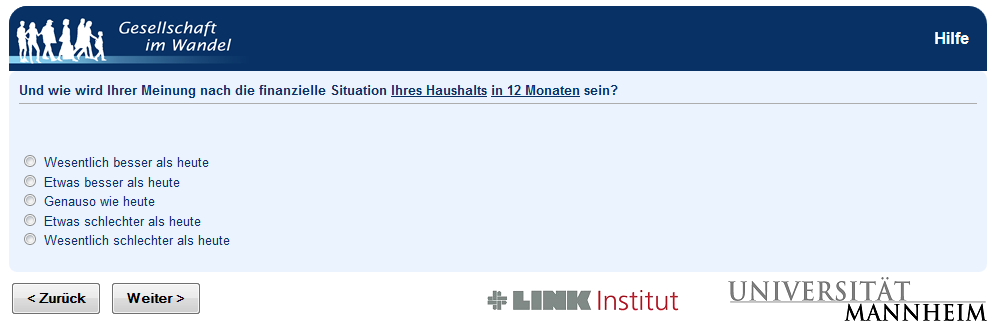 Gesellschaft
im Wandel
Hilfe
Und wie wird Ihrer Meinung nach die finanzielle Situation Ihres Haushalts in 12 Monaten sein?
Wesentlich besser als heute
Etwas besser als heute
Genauso wie heute
Etwas schlechter als heute
Wesentlich schlechter als heute
< Zurück
Weiter >
LINK Institut
UNIVERSITÄT
MANNHEIM